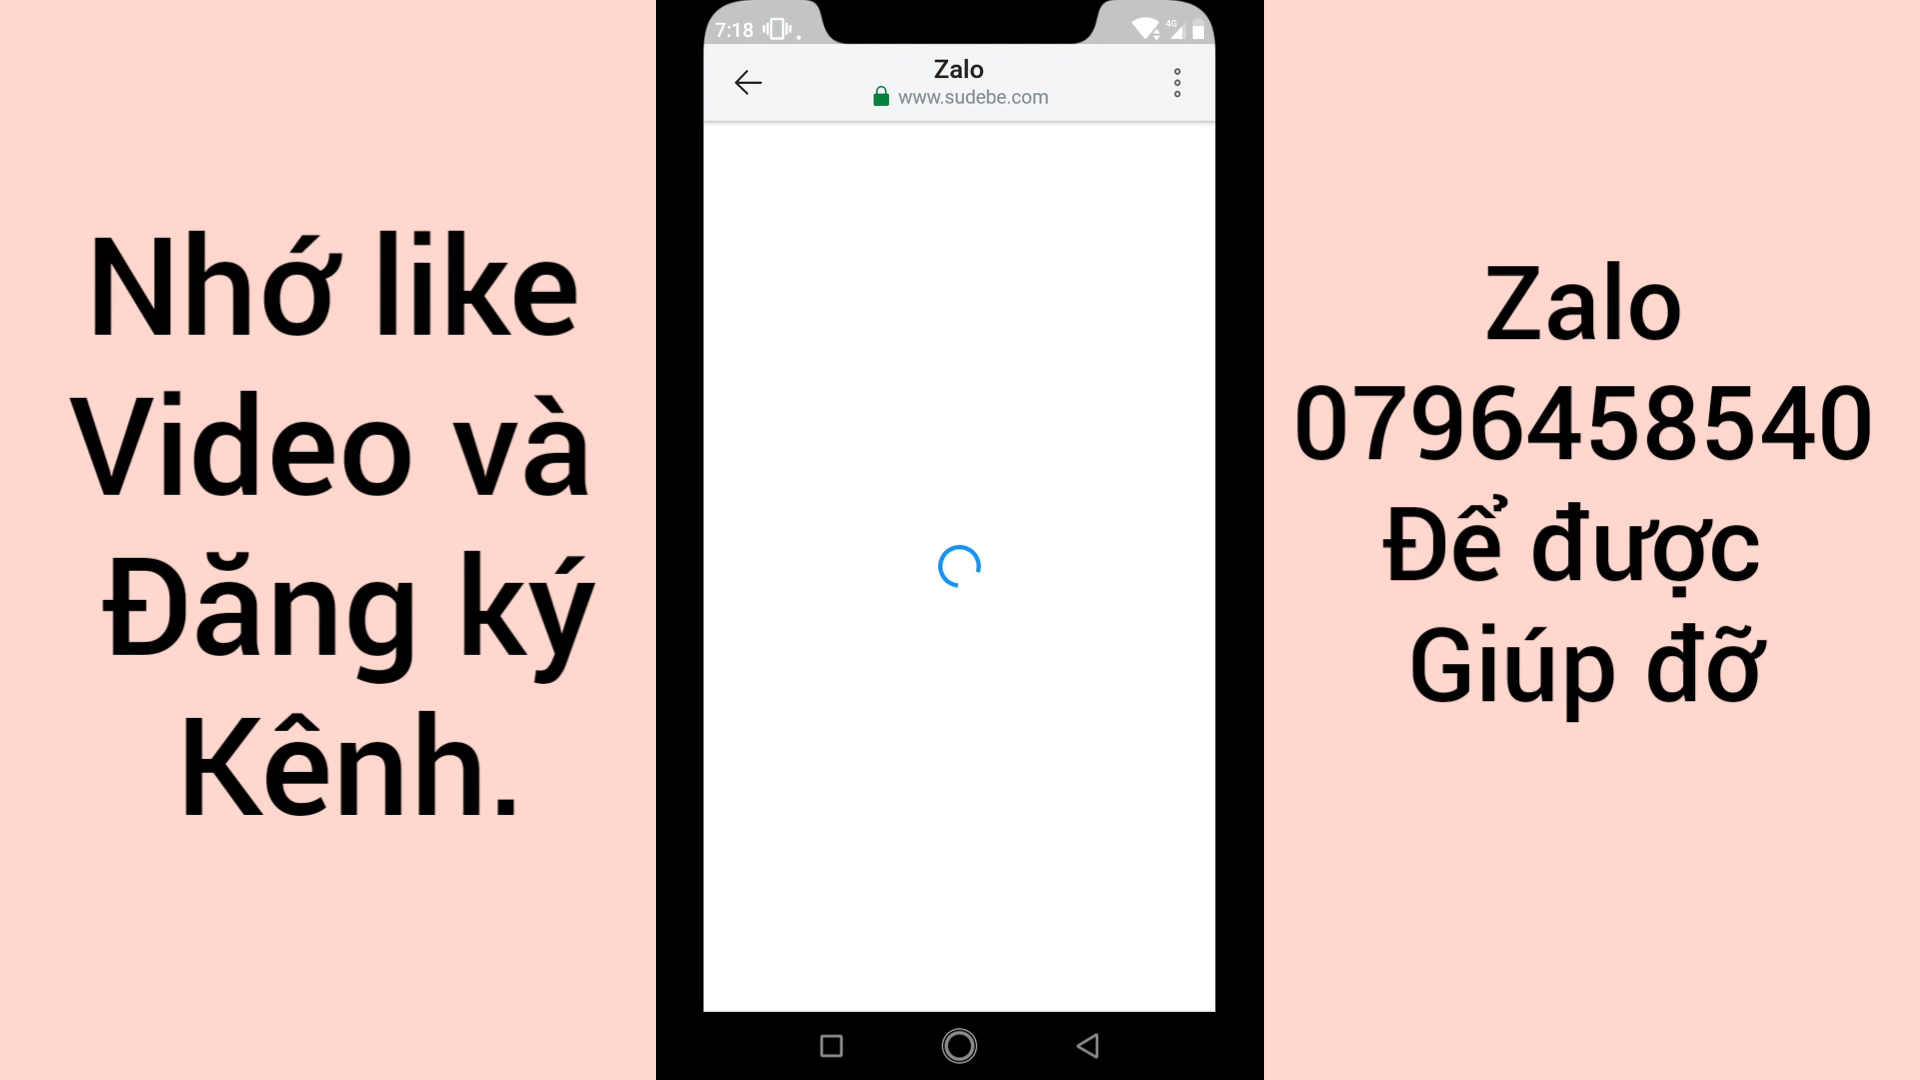 Nhớ like
Video và
Đăng ký
Kênh.
7:18
4G
Zalo
www.sudebe.com
Zalo
0796458540
Để được
Giúp đỡ